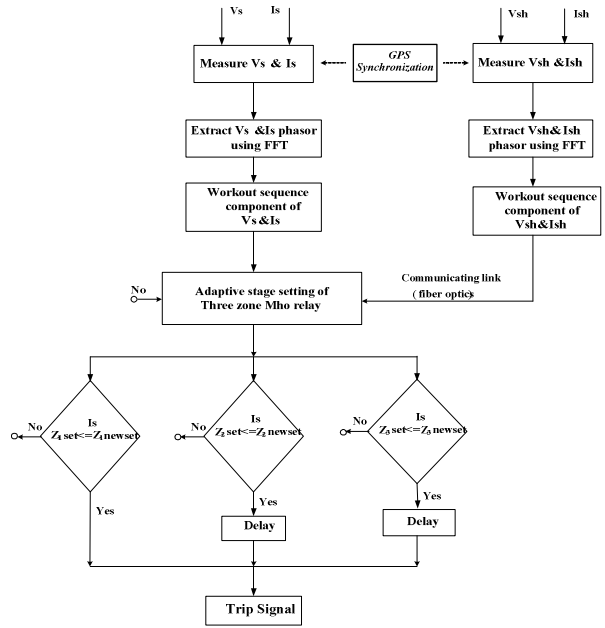 Vs Is Vsh Ish
Measure Vs & Is
GPS
Synchronization
Measure Vsh &Ish
Extract Vs &Is phasor
using FFT
Extract Vsh& Ish
phasor using FFT
Workout sequence
component of
Vs &Is
Workout sequence
component of
Vsh&Ish
Communicating link
( fiber optics)
No
Adaptive stage setting of
Three zone Mho relay
No
Is
Z1 set<=Z1 newset
Yes
No
Is
Z2 set<=Z2 newset
Yes
Delay
No
Is
Z3 set<=Z3 newset
Yes
Delay
Trip Signal